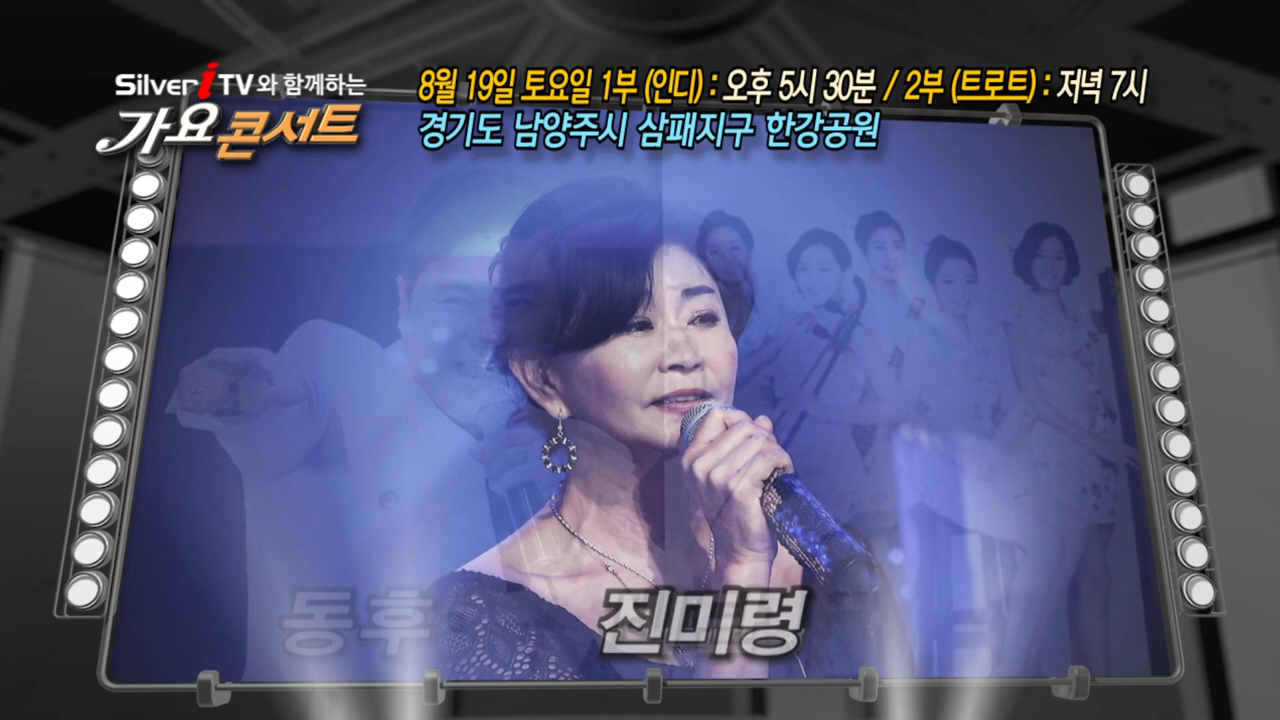 Silver i TV와 함께하는
가요 콘서트
8월 19일 토요일 1부 (인디) : 오후 5시 30분 / 2부 (트로트) : 저녁 7시
경기도 남양주시 삼패지구 한강공원
동후 진미령